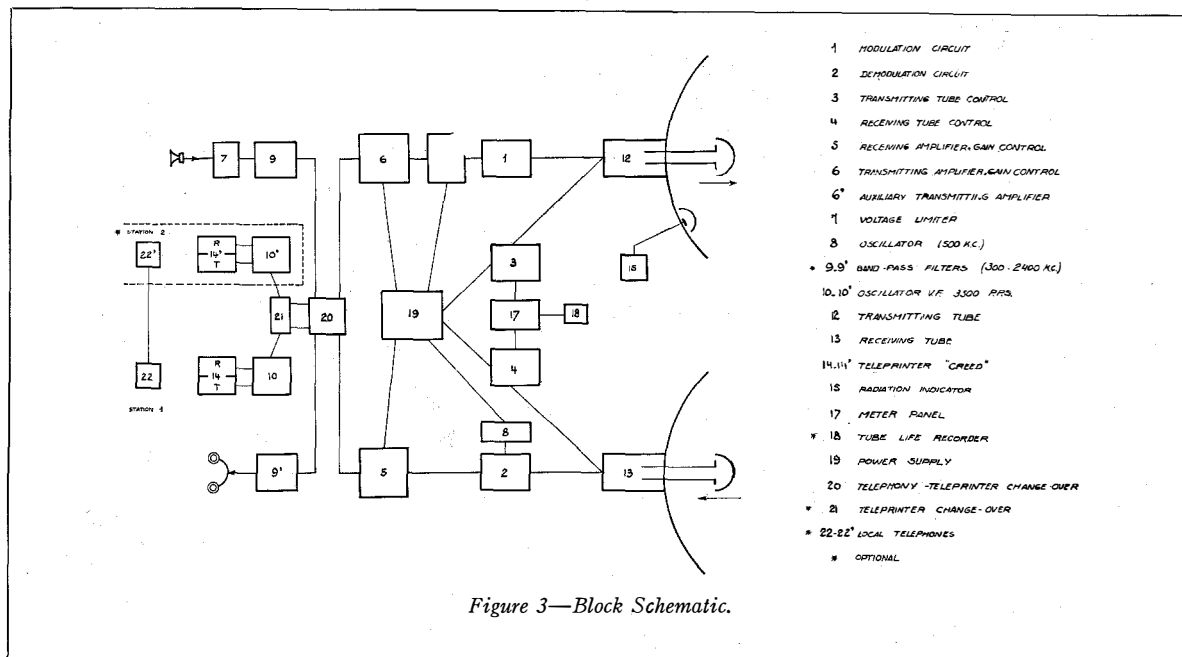 7
9
6
1
12
* STATION 2
22'
R
14'
T
10'
3
15
21
20
19
17
18
4
22
R
14
T
10
STATION 1
8
9'
5
2
13
1 MODULATION CIRCUIT
2 DEMODULATION CIRCUIT
3 TRANSMITTING TUBE CONTROL
4 RECEIVING TUBE CONTROL
5 RECEIVING AMPLIFIER, GAIN CONTROL
6 TRANSMITTING AMPLIFIER, GAIN CONTROL
6' AUXILIARY TRANSMITTING AMPLIFIER
7 VOLTAGE LIMITER
8 OSCILLATOR (500 K.C.)
* 9.9' BAND-PASS FILTERS (300-2400 K.C.)
10.10' OSCILLATOR V.F. 3500 P.P.S.
12 TRANSMITTING TUBE
13 RECEIVING TUBE
14.14' TELEPRINTER "CREED"
15 RADIATION INDICATOR
17 METER PANEL
* 18 TUBE LIFE RECORDER
19 POWER SUPPLY
20 TELEPHONY-TELEPRINTER CHANGE-OVER
* 21 TELEPRINTER CHANGE-OVER
* 22-22' LOCAL TELEPHONES
* OPTIONAL
Figure 3—Block Schematic.